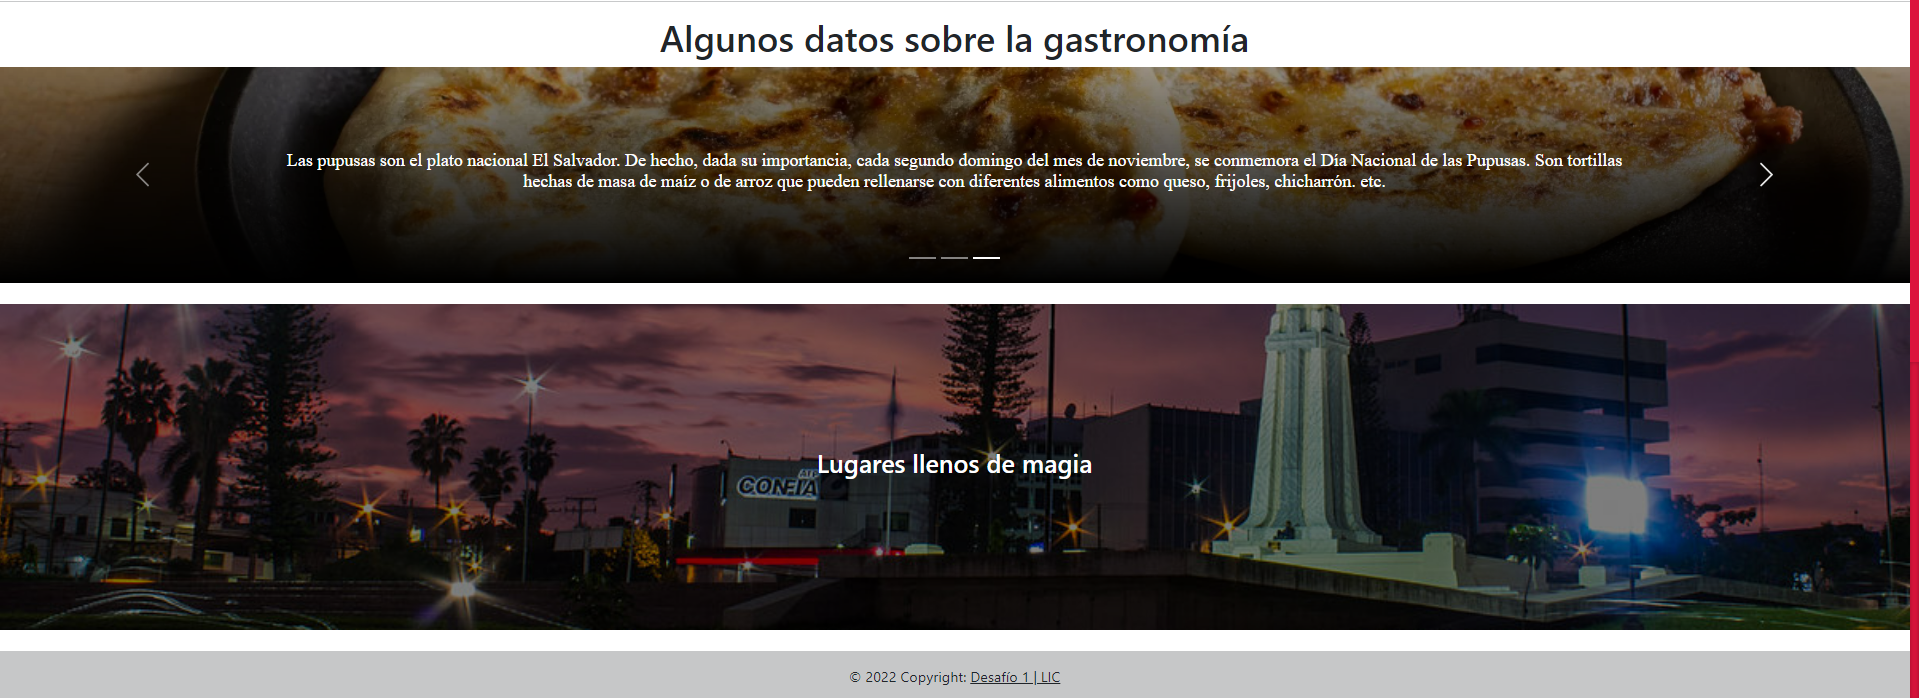 Algunos datos sobre la gastronomía
Las pupusas son el plato nacional El Salvador. De hecho, dada su importancia, cada segundo domingo del mes de noviembre, se conmemora el Día Nacional de las Pupusas. Son tortillas
hechas de masa de maíz o de arroz que pueden rellenarse con diferentes alimentos como queso, frijoles, chicharrón. etc.
Lugares llenos de magia
CONFIA
© 2022 Copyright: Desafío 1 | LIC